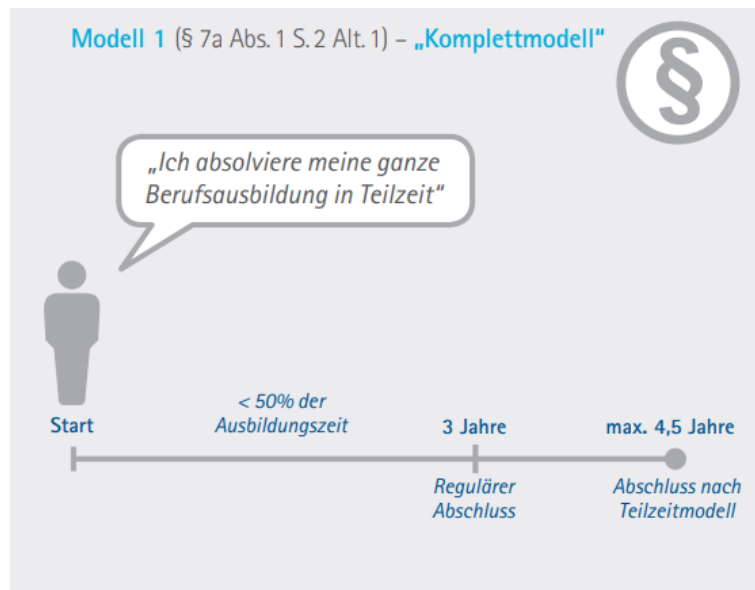 Modell 1 (§ 7a Abs. 1 S. 2 Alt. 1) – „Komplettmodell“
§
„Ich absolviere meine ganze
Berufsausbildung in Teilzeit“
< 50% der
Ausbildungszeit
Start
3 Jahre
max. 4,5 Jahre
Regulärer
Abschluss
Abschluss nach
Teilzeitmodell